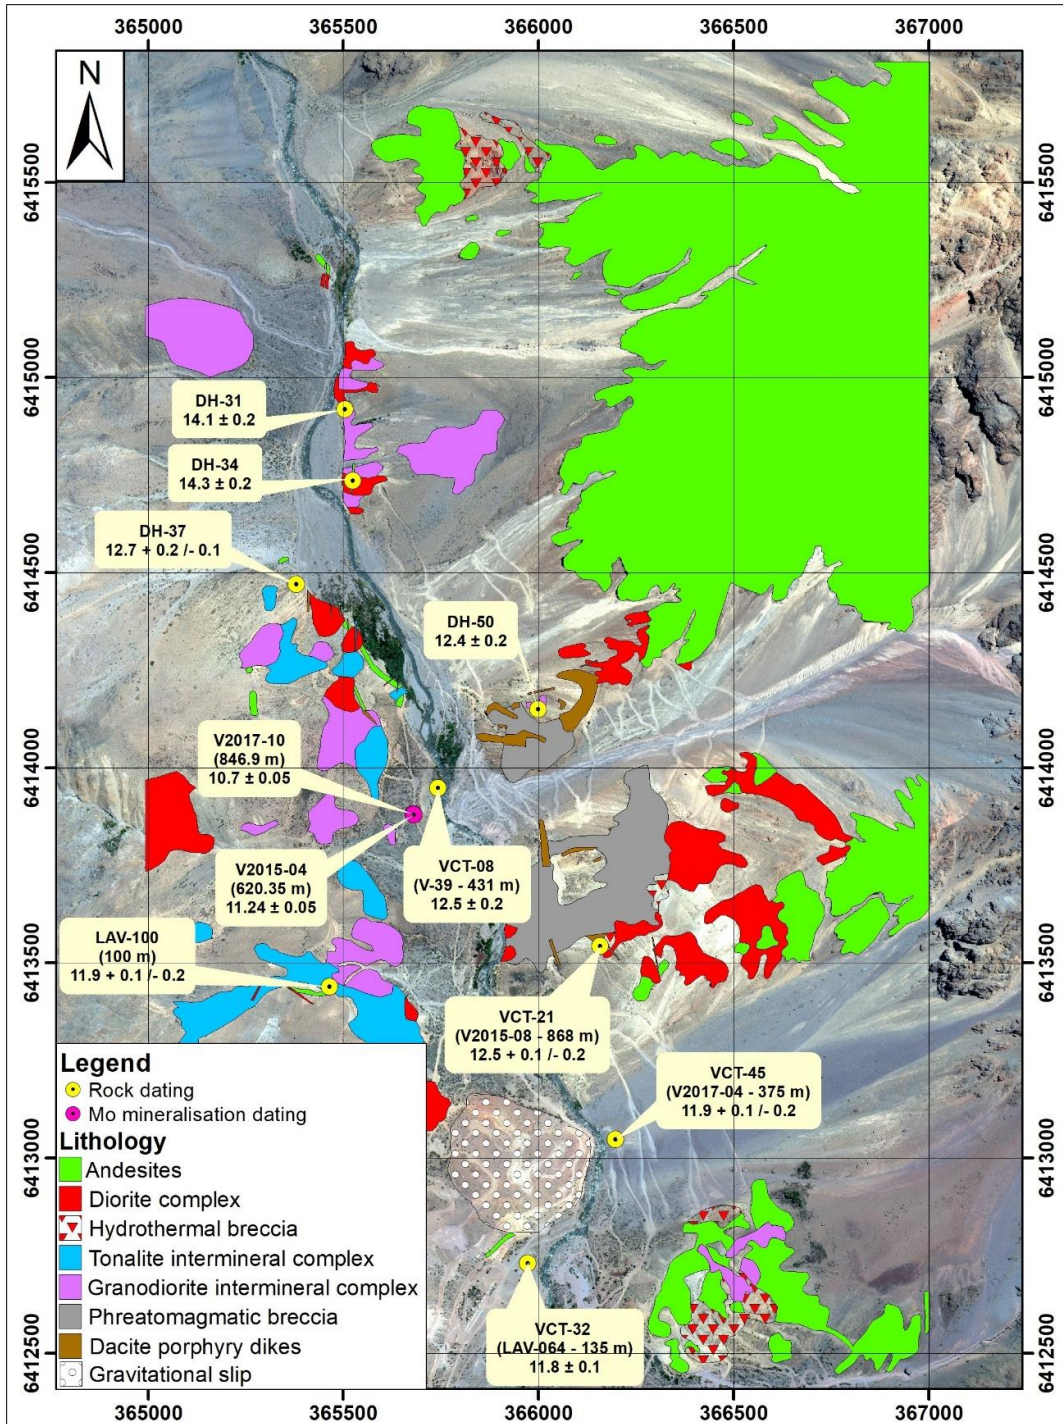 365000 365500 366000 366500 367000
N
6415500 6415500
6415000 6415000
DH-31
14.1 ± 0.2
DH-34
14.3 ± 0.2
DH-37
12.7 + 0.2 /- 0.1
6414500 6414500
DH-50
12.4 ± 0.2
V2017-10
(846.9 m)
10.7 ± 0.05
6414000 6414000
V2015-04
(620.35 m)
11.24 ± 0.05
VCT-08
(V-39 - 431 m)
12.5 ± 0.2
LAV-100
(100 m)
11.9 + 0.1 /- 0.2
6413500 6413500
VCT-21
(V2015-08 - 868 m)
12.5 + 0.1 /- 0.2
VCT-45
(V2017-04 - 375 m)
11.9 + 0.1 /- 0.2
6413000 6413000
VCT-32
(LAV-064 - 135 m)
11.8 ± 0.1
6412500 6412500
Legend
Rock dating
Mo mineralisation dating
Lithology
Andesites
Diorite complex
Hydrothermal breccia
Tonalite intermineral complex
Granodiorite intermineral complex
Phreatomagmatic breccia
Dacite porphyry dikes
Gravitational slip
365000 365500 366000 366500 367000